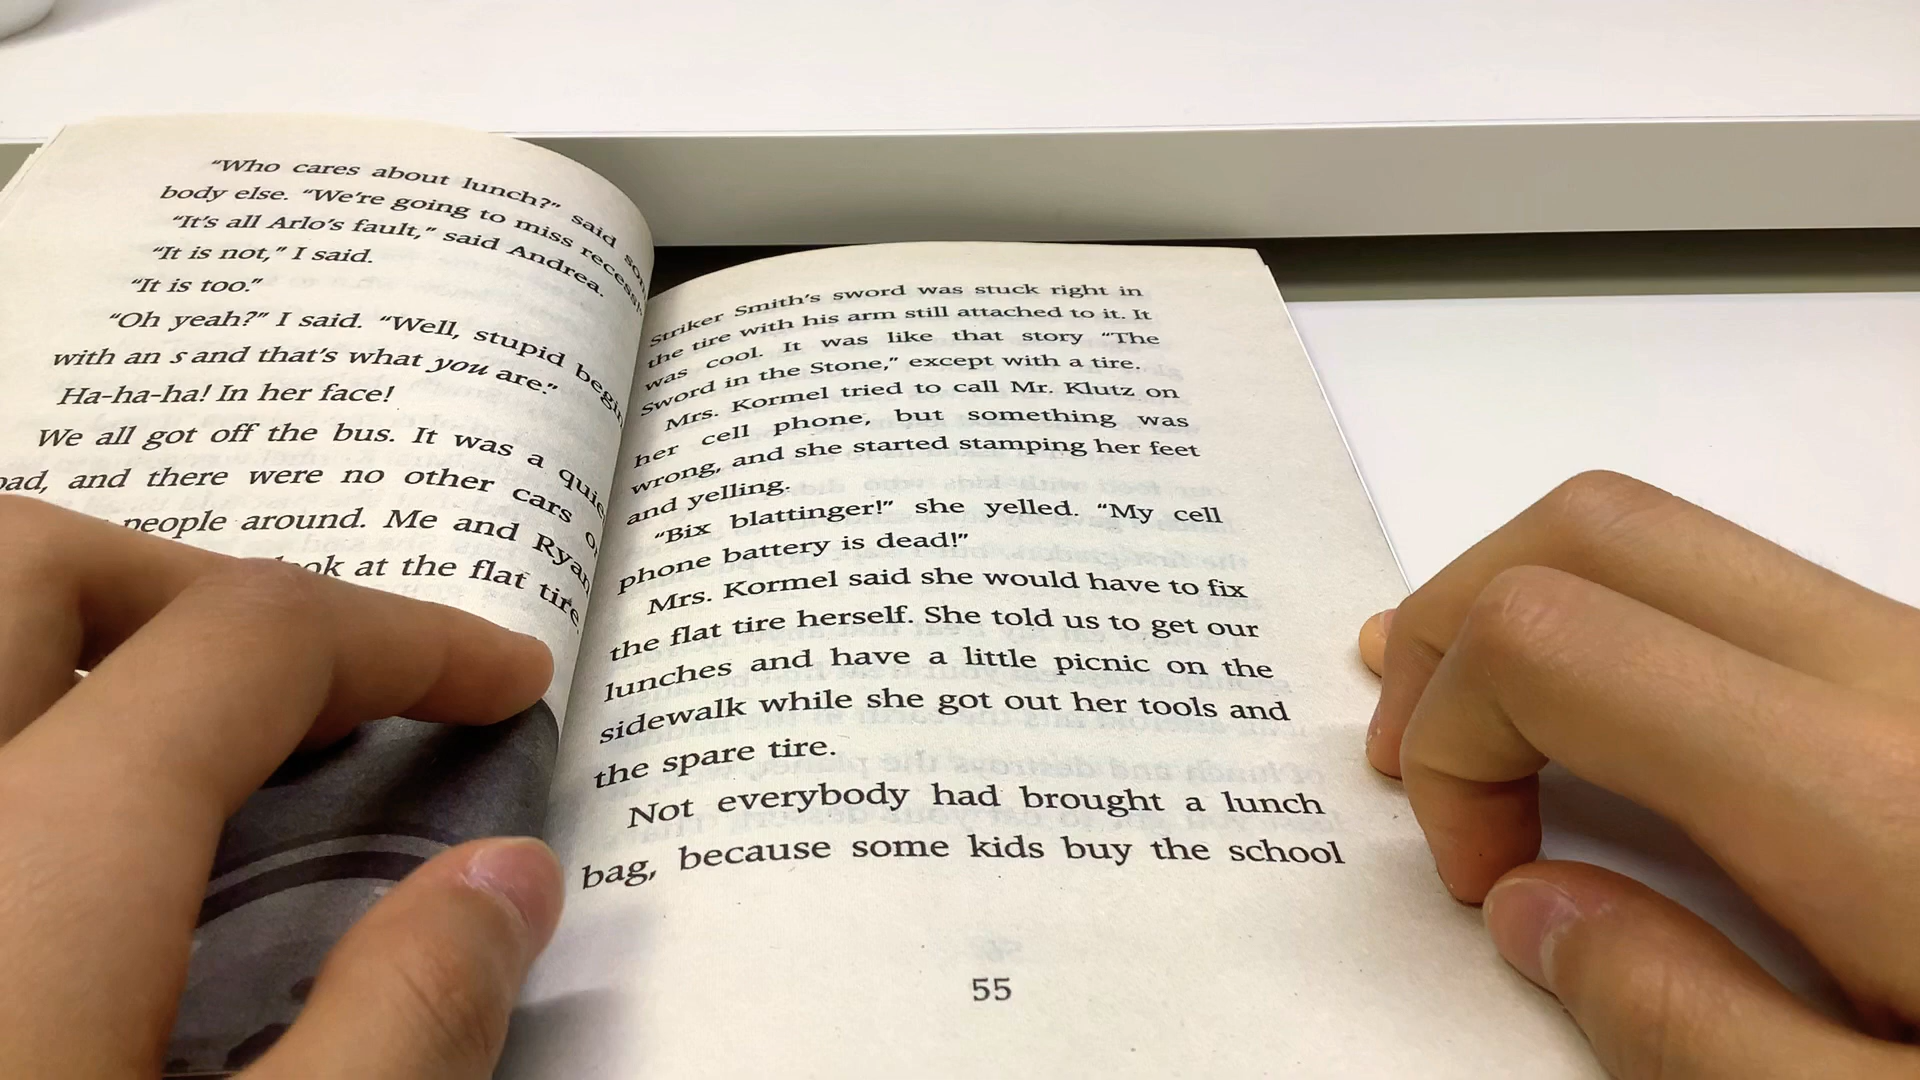 "Who cares about lunch?" said
body else. "We're going to miss recess!
"It's all Arlo's fault," said Andrea.
"It is not," I said.
"It is too."
"Oh yeah?" I said. "Well, stupid
with an s and that's what you are."
Ha-ha-ha! In her face!
We all got off the bus. It was a
and there were no other cars
people around. Me and Ryan
at the flat tire.
Striker Smith's sword was stuck right in
the tire with his arm still attached to it. It
was cool. It was like that story "The
Sword in the Stone," except with a tire.
Mrs. Kormel tried to call Mr. Klutz on
her cell phone, but something was
wrong, and she started stamping her feet
and yelling.
"Bix blattinger!" she yelled. "My cell
phone battery is dead!"
Mrs. Kormel said she would have to fix
the flat tire herself. She told us to get our
lunches and have a little picnic on the
sidewalk while she got out her tools and
the spare tire.
Not everybody had brought a lunch
bag, because some kids buy the school
55